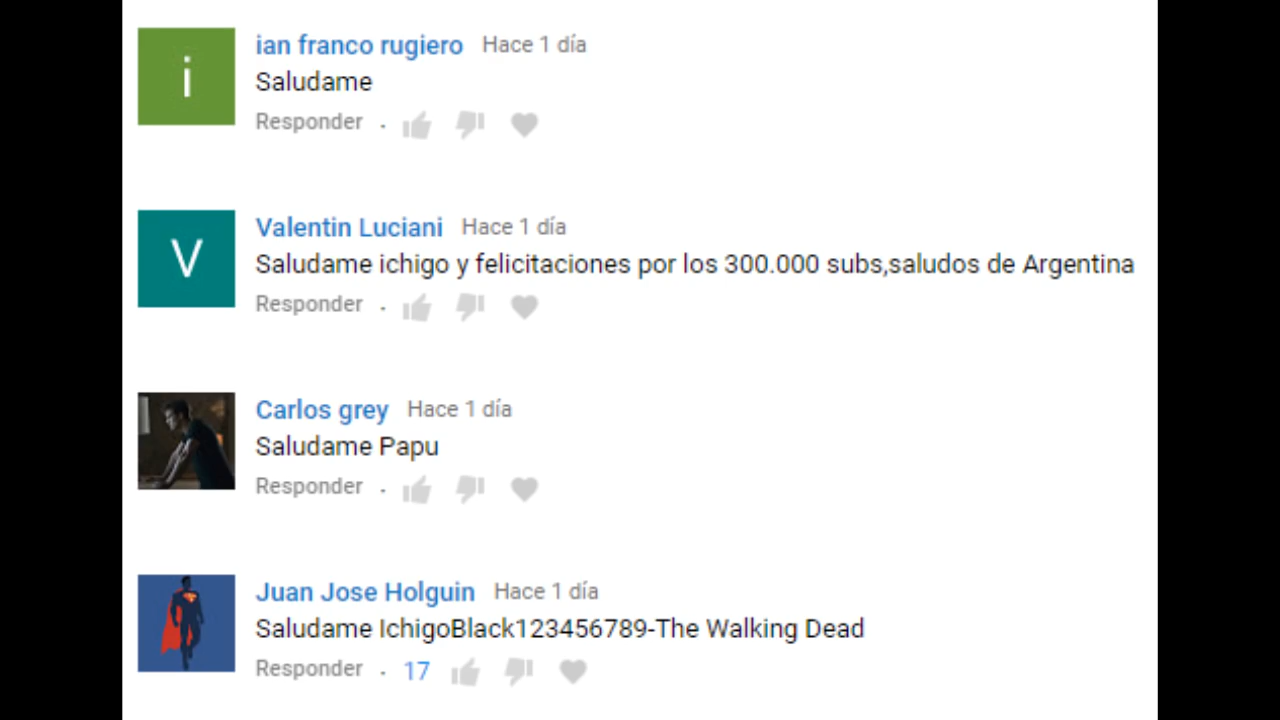 i
ian franco rugiero Hace 1 día
Saludame
Responder .
V
Valentin Luciani Hace 1 día
Saludame ichigo y felicitaciones por los 300.000 subs,saludos de Argentina
Responder .
Carlos grey Hace 1 día
Saludame Papu
Responder .
Juan Jose Holguin Hace 1 día
Saludame IchigoBlack123456789-The Walking Dead
Responder . 17